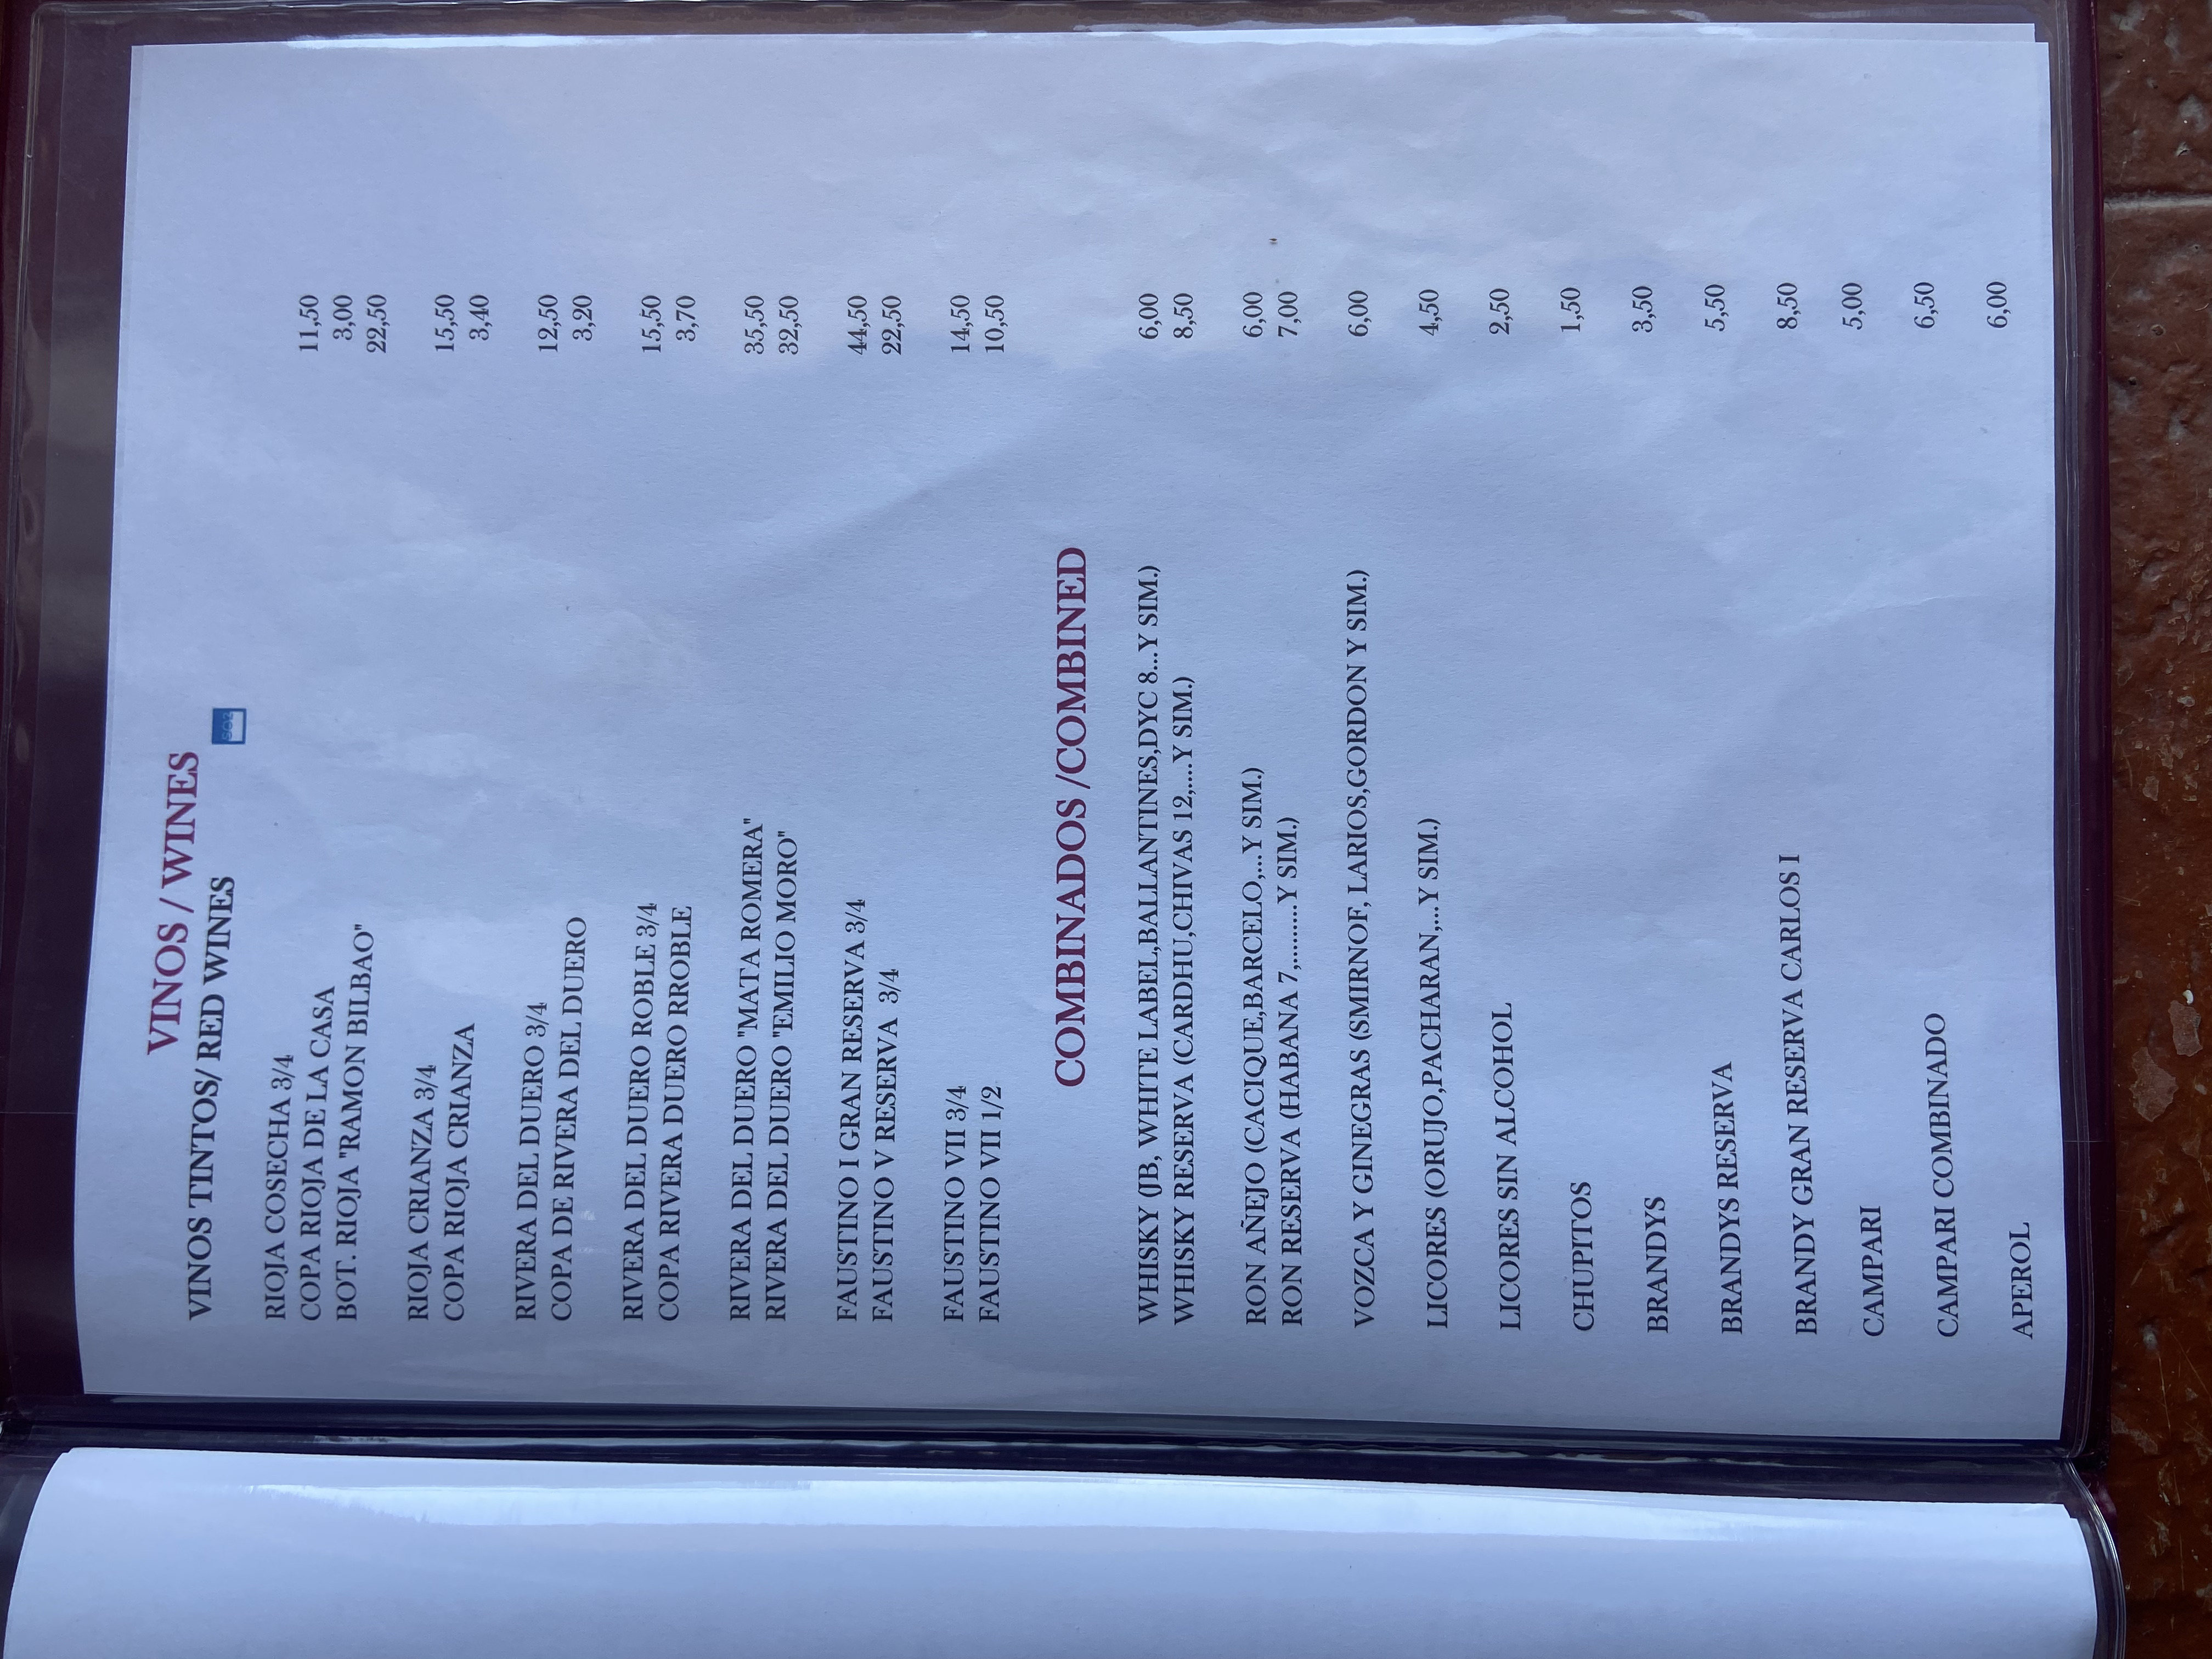 VINOS / WINES
VINOS TINTOS/ RED WINES
SO2
RIOJA COSECHA 3/4 11,50
COPA RIOJA DE LA CASA 3,00
BOT. RIOJA "RAMON BILBAO" 22,50
RIOJA CRIANZA 3/4 15,50
COPA RIOJA CRIANZA 3,40
RIVERA DEL DUERO 3/4 12,50
COPA DE RIVERA DEL DUERO 3,20
RIVERA DEL DUERO ROBLE 3/4 15,50
COPA RIVERA DUERO RROBLE 3,70
RIVERA DEL DUERO "MATA ROMERA" 35,50
RIVERA DEL DUERO "EMILIO MORO" 32,50
FAUSTINO I GRAN RESERVA 3/4 44,50
FAUSTINO V RESERVA 3/4 22,50
FAUSTINO VII 3/4 14,50
FAUSTINO VII 1/2 10,50
COMBINADOS /COMBINED
WHISKY (JB, WHITE LABEL,BALLANTINES,DYC 8...Y SIM.) 6,00
WHISKY RESERVA (CARDHU,CHIVAS 12,....Y SIM.) 8,50
RON AÑEJO (CACIQUE,BARCELO,...Y SIM.) 6,00
RON RESERVA (HABANA 7,.........Y SIM.) 7,00
VOZCA Y GINEGRAS (SMIRNOF, LARIOS,GORDON Y SIM.) 6,00
LICORES (ORUJO,PACHARAN,...Y SIM.) 4,50
LICORES SIN ALCOHOL 2,50
CHUPITOS 1,50
BRANDYS 3,50
BRANDYS RESERVA 5,50
BRANDY GRAN RESERVA CARLOS I 8,50
CAMPARI 5,00
CAMPARI COMBINADO 6,50
APEROL 6,00